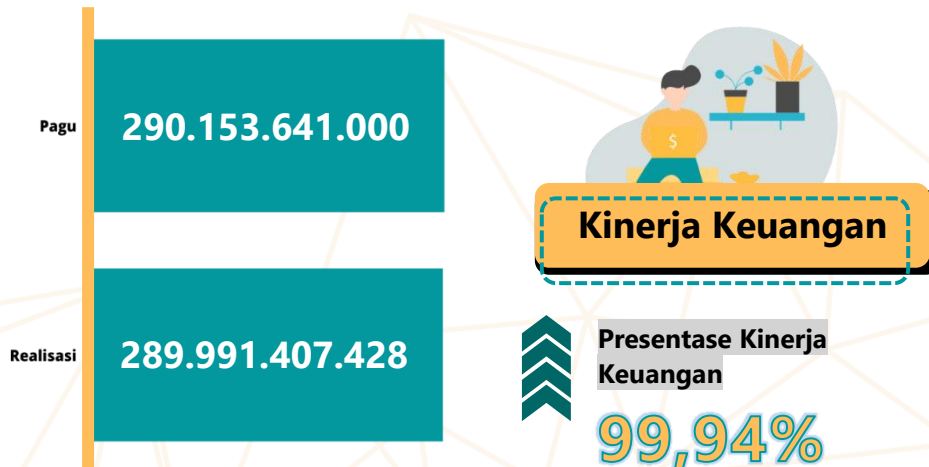 Pagu
290.153.641.000
Realisasi
289.991.407.428
$
Kinerja Keuangan
Presentase Kinerja
Keuangan
99,94%